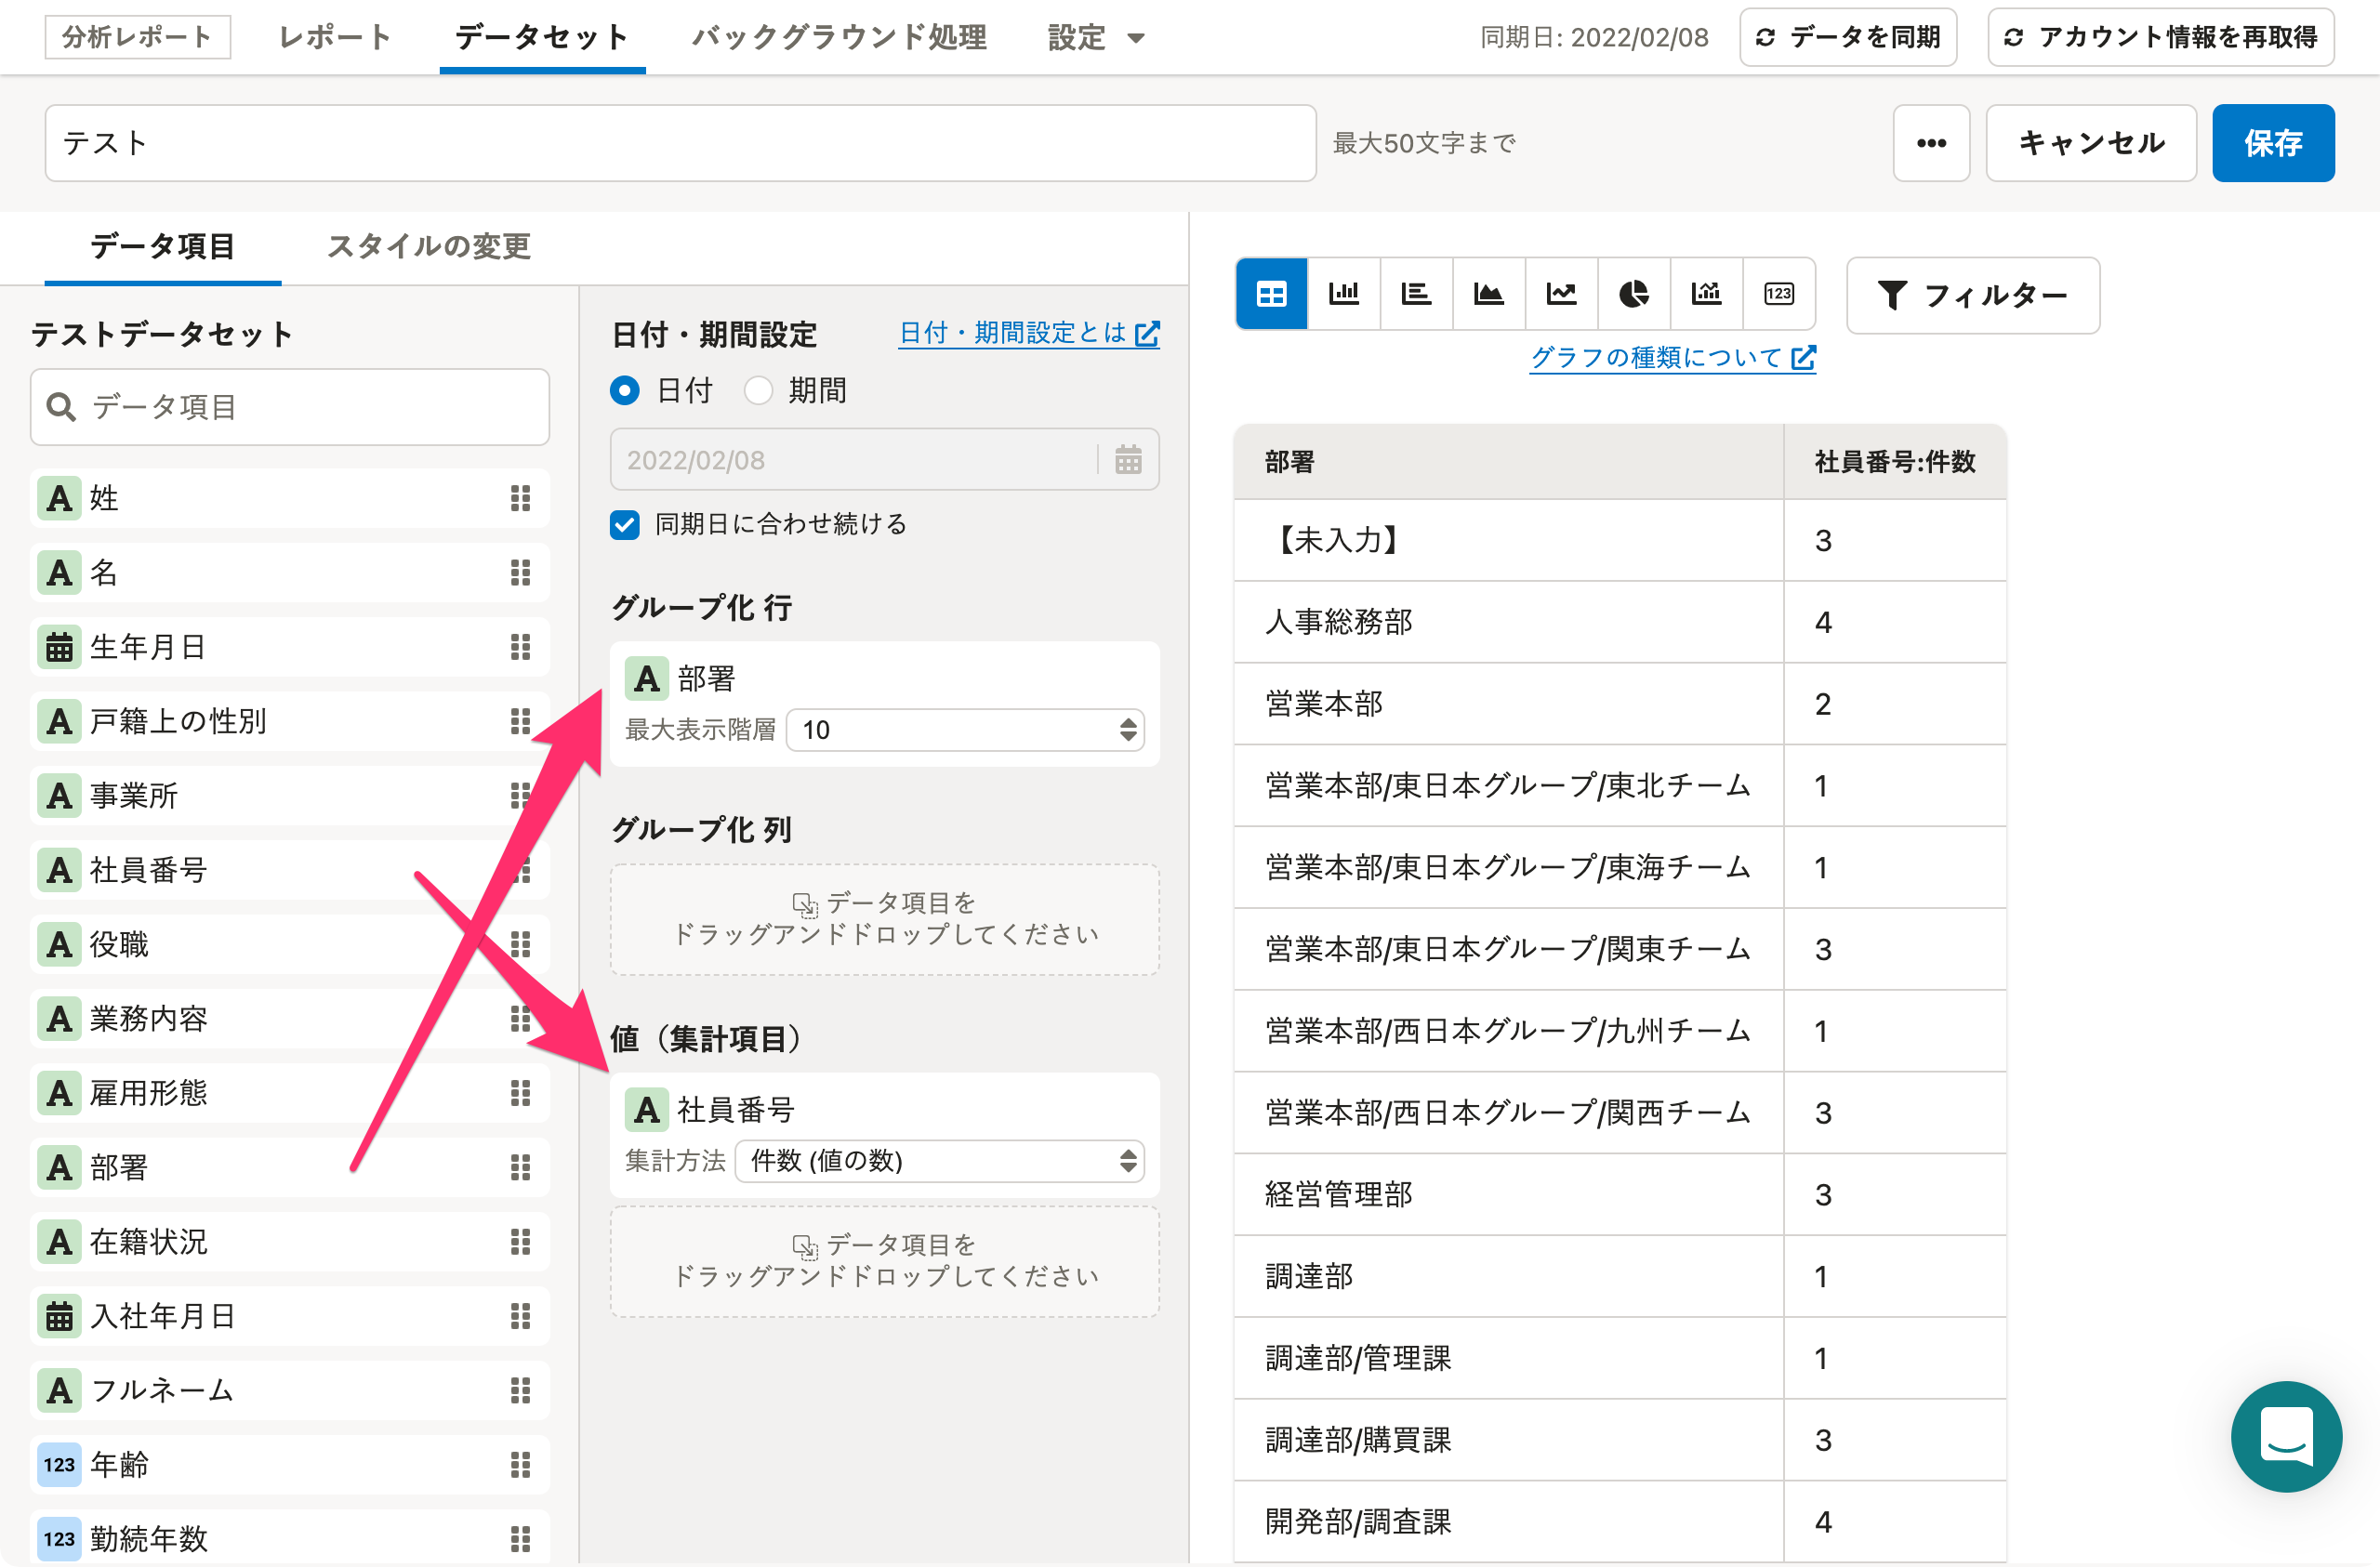 分析レポート レポート データセット バックグラウンド処理 設定 同期日: 2022/02/08 データを同期 アカウント情報を再取得
テスト 最大50文字まで ••• キャンセル 保存
データ項目 スタイルの変更
テストデータセット
データ項目
A 姓
A 名
生年月日
A 戸籍上の性別
A 事業所
A 社員番号
A 役職
A 業務内容
A 雇用形態
A 部署
A 在籍状況
入社年月日
A フルネーム
123 年齢
123 勤続年数
日付・期間設定 日付・期間設定とは
日付 期間
2022/02/08
同期日に合わせ続ける
グループ化 行
A 部署
最大表示階層 10
グループ化 列
データ項目を
ドラッグアンドドロップしてください
値（集計項目）
A 社員番号
集計方法 件数 (値の数)
データ項目を
ドラッグアンドドロップしてください
123 フィルター
グラフの種類について
部署 社員番号:件数
【未入力】 3
人事総務部 4
営業本部 2
営業本部/東日本グループ/東北チーム 1
営業本部/東日本グループ/東海チーム 1
営業本部/東日本グループ/関東チーム 3
営業本部/西日本グループ/九州チーム 1
営業本部/西日本グループ/関西チーム 3
経営管理部 3
調達部 1
調達部/管理課 1
調達部/購買課 3
開発部/調査課 4